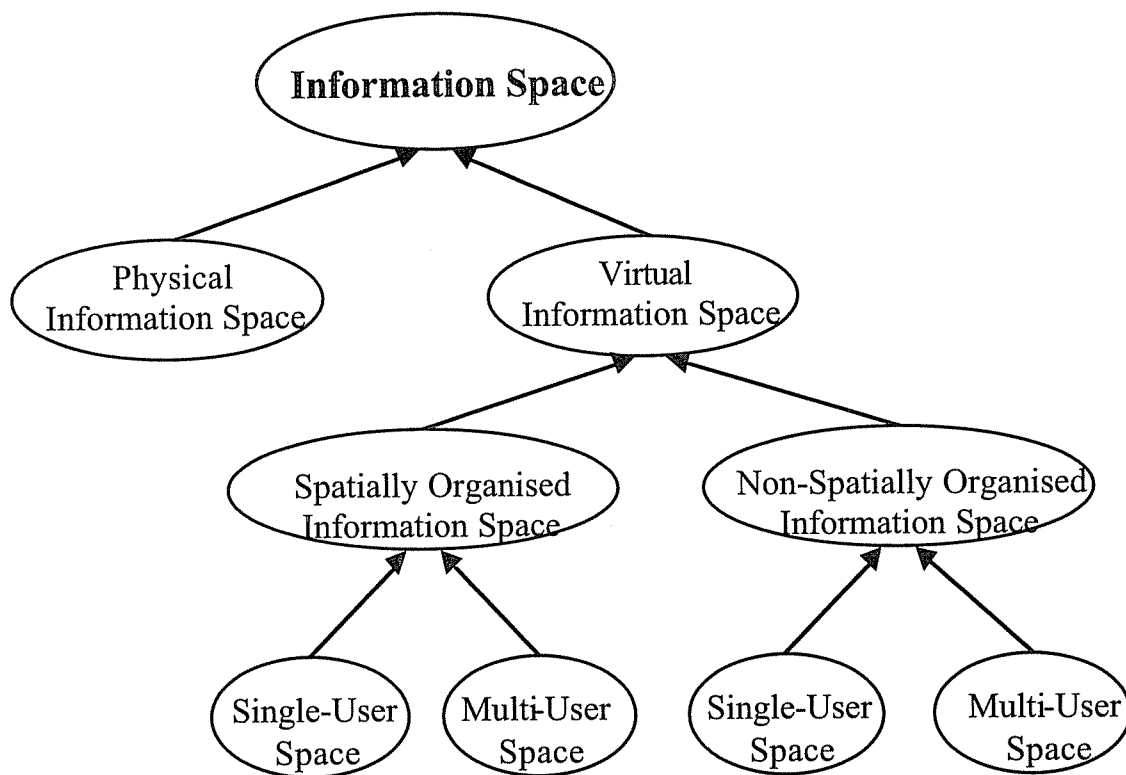 Information Space
Physical
Information Space
Virtual
Information Space
Spatially Organised
Information Space
Non-Spatially Organised
Information Space
Single-User
Space
Multi-User
Space
Single-User
Space
Multi-User
Space